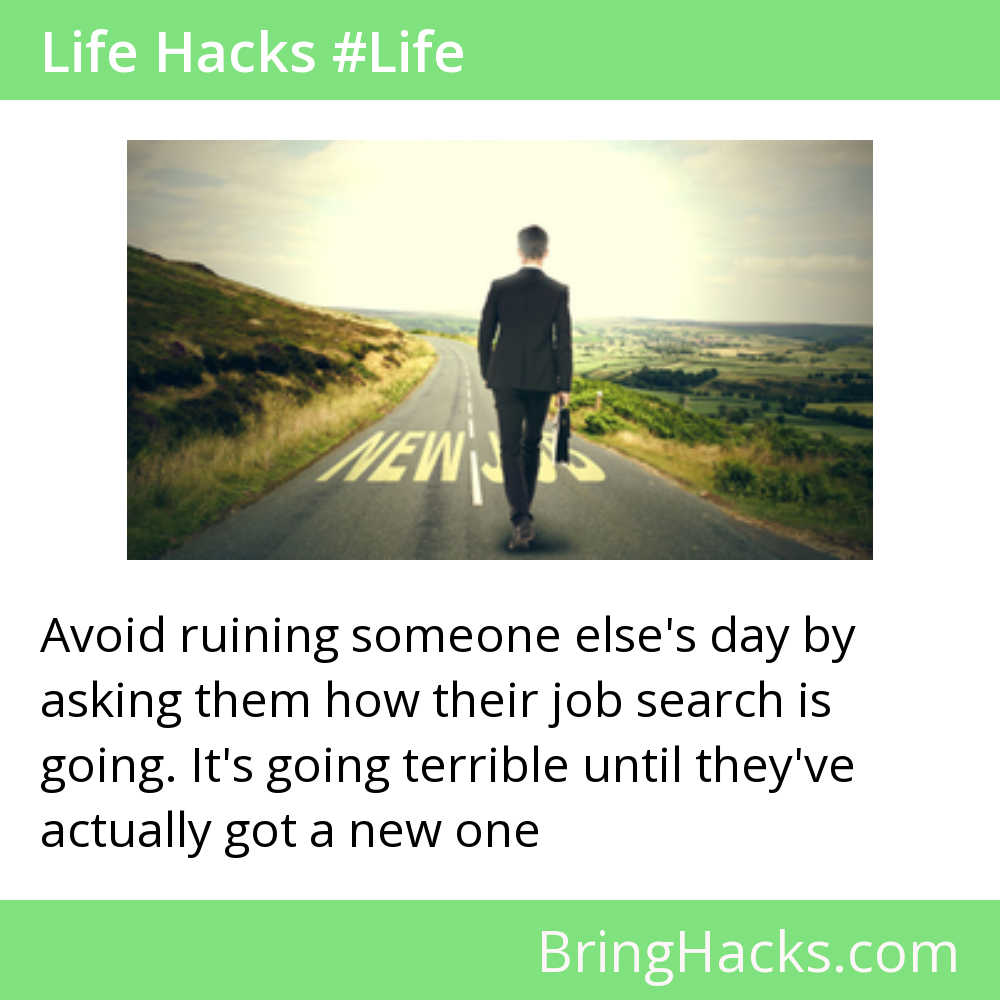 Life Hacks #Life
NEW JOB
Avoid ruining someone else's day by
asking them how their job search is
going. It's going terrible until they've
actually got a new one
BringHacks.com